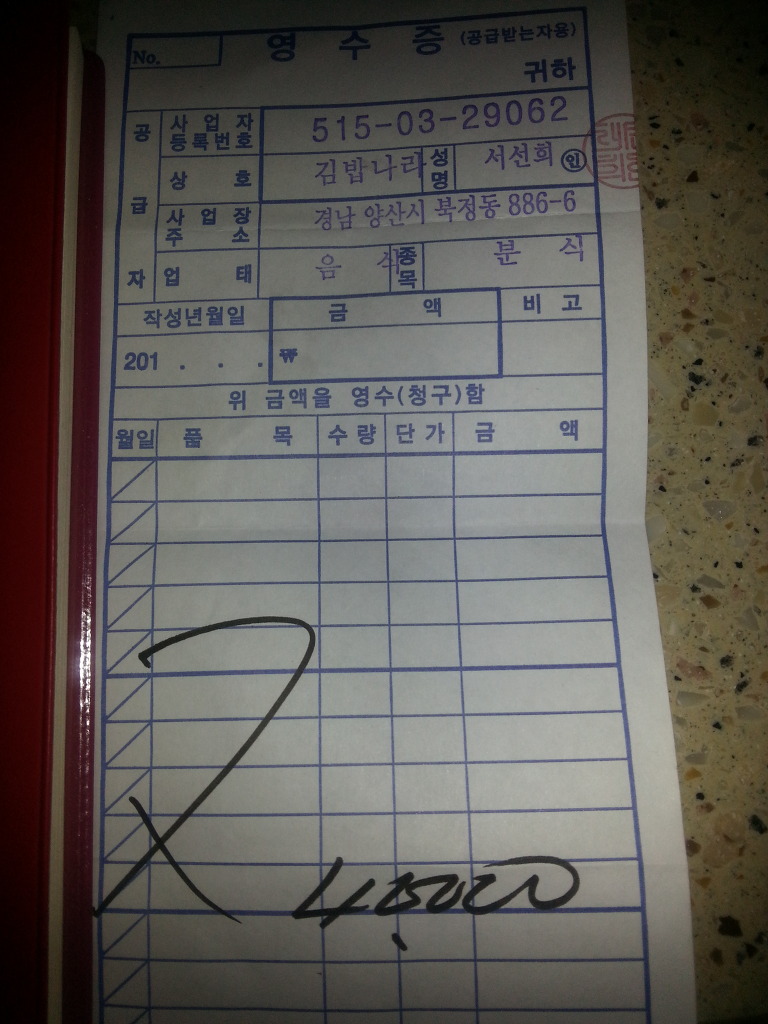 No.
영 수 증 (공급받는자용)
귀하
공 급 자
사 업 자 등록번호 515-03-29062
상 호 김밥나라 성명 서선희 ㊞
사 업 장 주 소 경남 양산시 북정동 886-6
업 태 음 식 종목 분 식
작성년월일 금 액 비 고
201 . . . ₩
위 금액을 영수(청구)함
월일 품 목 수 량 단 가 금 액